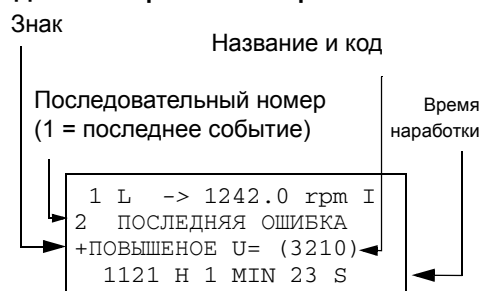 Знак
Название и код
Последовательный номер
(1 = последнее событие)
Время
наработки
1 L -> 1242.0 rpm I
2 ПОСЛЕДНЯЯ ОШИБКА
+ПОВЫШЕНОЕ U= (3210)
1121 H 1 MIN 23 S